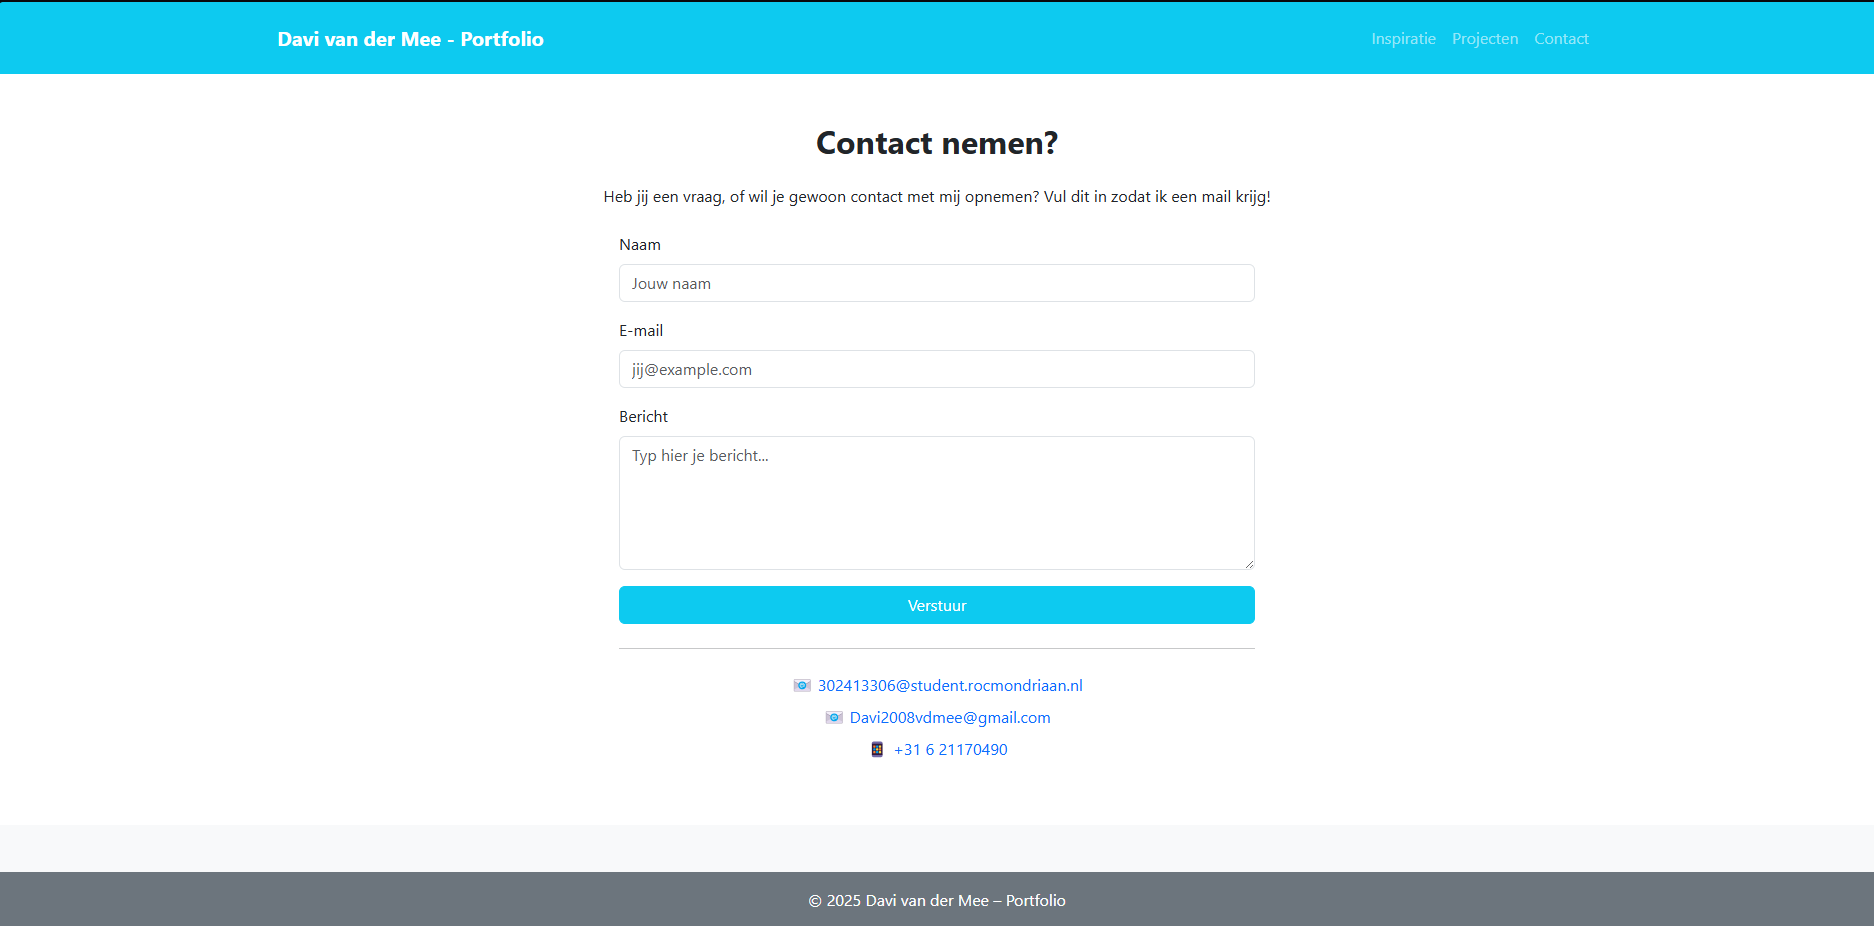 Davi van der Mee - Portfolio
Inspiratie Projecten Contact
Contact nemen?
Heb jij een vraag, of wil je gewoon contact met mij opnemen? Vul dit in zodat ik een mail krijg!
Naam
Jouw naam
E-mail
jij@example.com
Bericht
Typ hier je bericht...
Verstuur
302413306@student.rocmondriaan.nl
Davi2008vdmee@gmail.com
+31 6 21170490
© 2025 Davi van der Mee – Portfolio